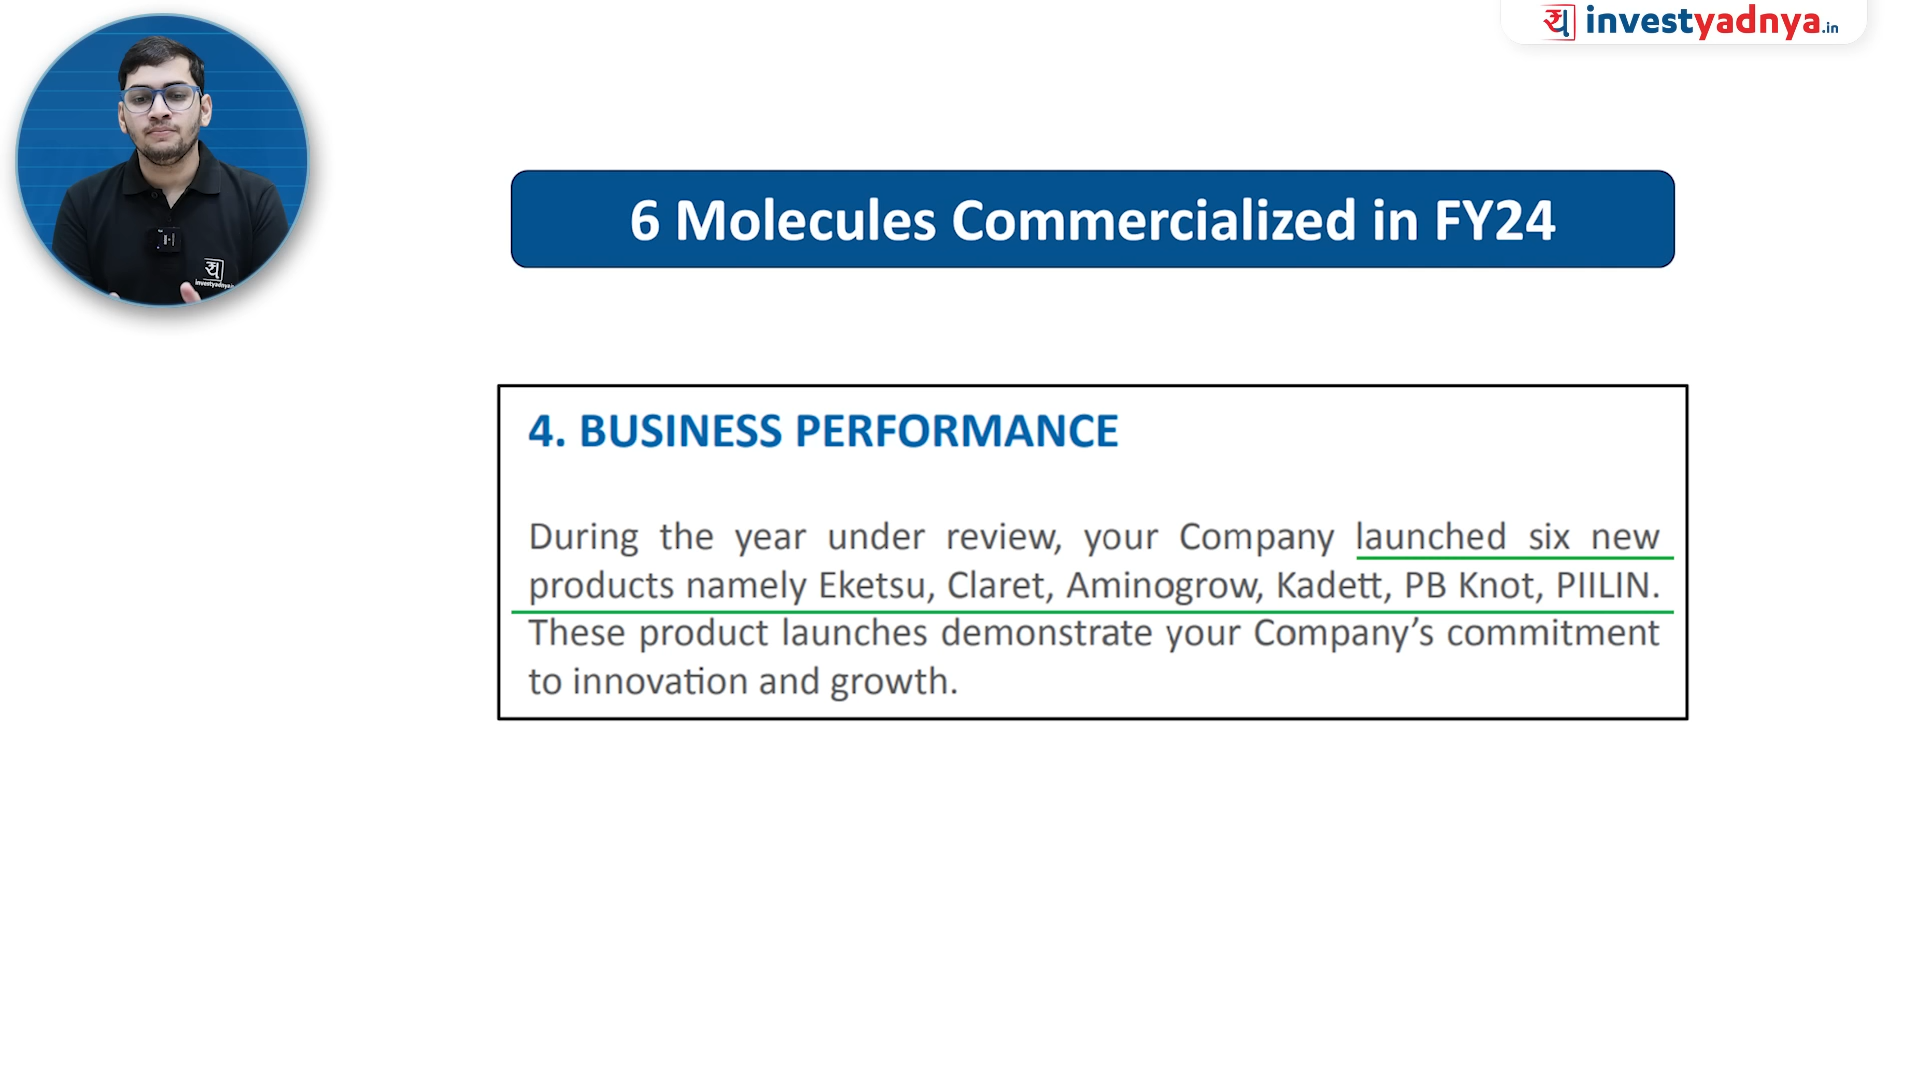 investyadnya.in
6 Molecules Commercialized in FY24
4. BUSINESS PERFORMANCE
During the year under review, your Company launched six new
products namely Eketsu, Claret, Aminogrow, Kadett, PB Knot, PIILIN.
These product launches demonstrate your Company’s commitment
to innovation and growth.